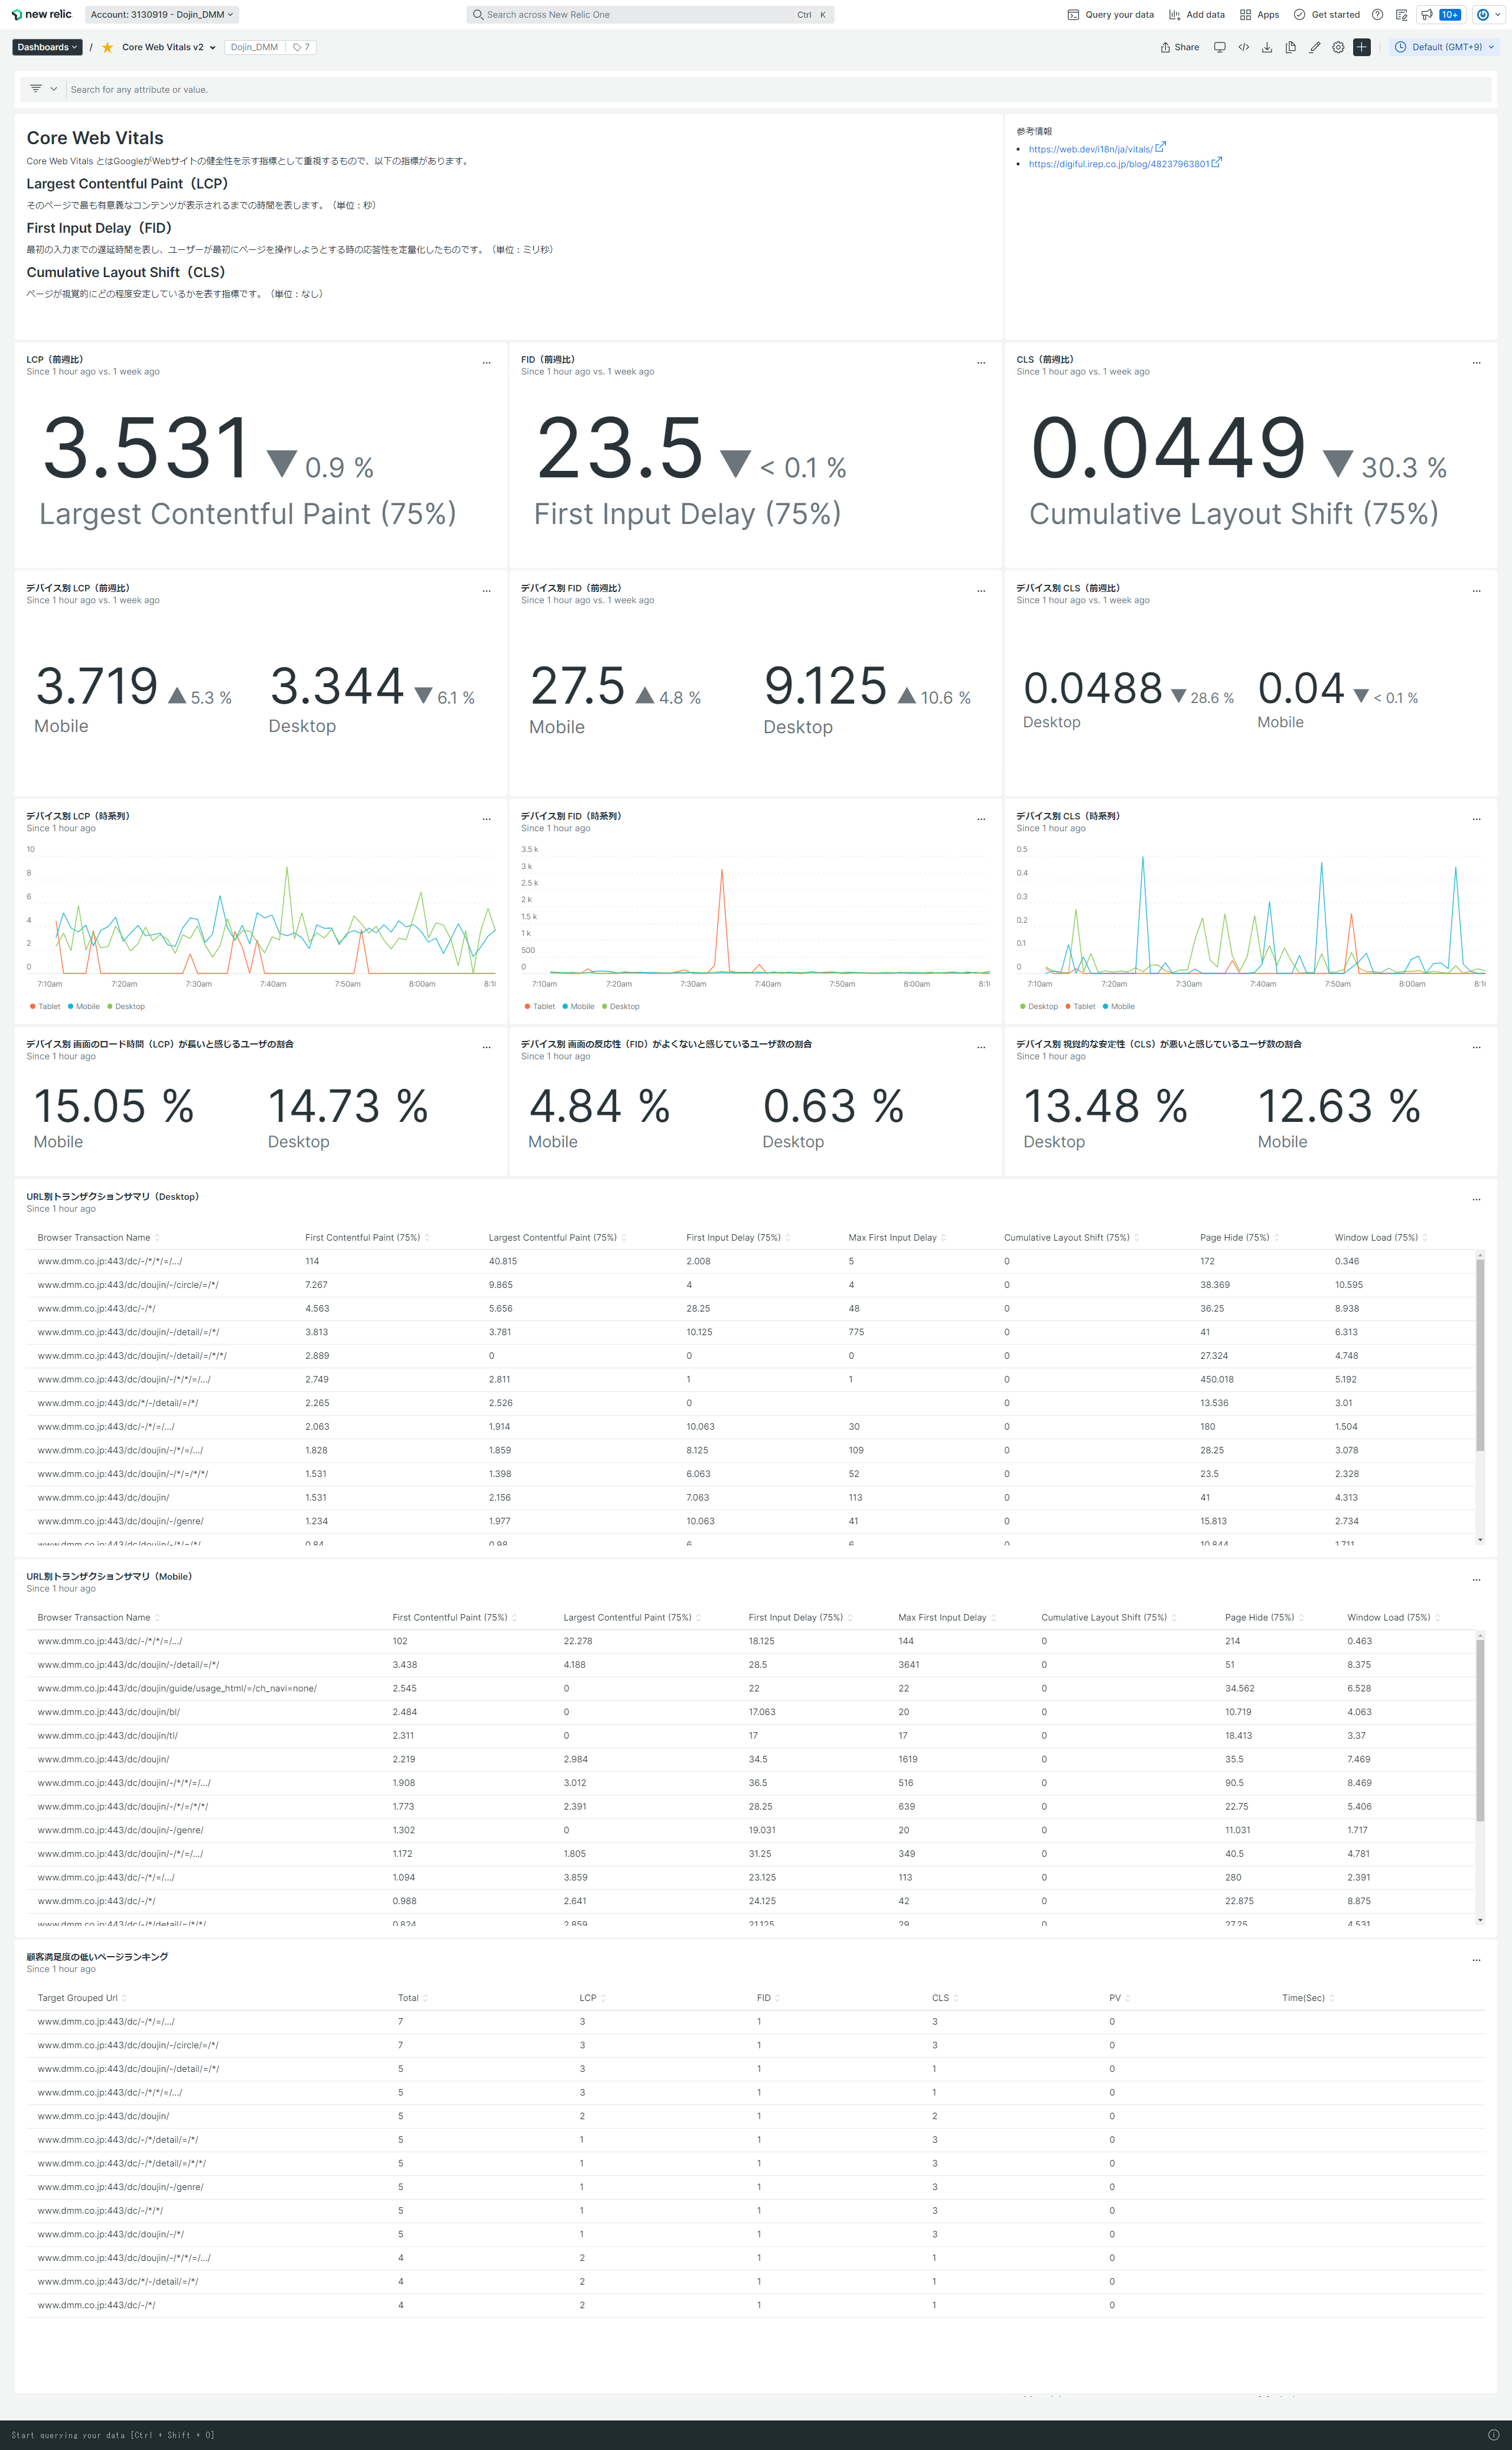 new relic
Account: 3130919 - Dojin_DMM
Search across New Relic One
Ctrl K
Query your data
Add data
Apps
Get started
10+
Dashboards
/
Core Web Vitals v2
Dojin_DMM
7
Share
Default (GMT+9)
Search for any attribute or value.
Core Web Vitals
Core Web Vitals とはGoogleがWebサイトの健全性を示す指標として重視するもので、以下の指標があります。
Largest Contentful Paint（LCP）
そのページで最も有意義なコンテンツが表示されるまでの時間を表します。（単位：秒）
First Input Delay（FID）
最初の入力までの遅延時間を表し、ユーザーが最初にページを操作しようとする時の応答性を定量化したものです。（単位：ミリ秒）
Cumulative Layout Shift（CLS）
ページが視覚的にどの程度安定しているかを表す指標です。（単位：なし）
参考情報
• https://web.dev/i18n/ja/vitals/
• https://digiful.irep.co.jp/blog/48237963801
LCP（前週比）
Since 1 hour ago vs. 1 week ago
3.531 ▼ 0.9 %
Largest Contentful Paint (75%)
FID（前週比）
Since 1 hour ago vs. 1 week ago
23.5 ▼ < 0.1 %
First Input Delay (75%)
CLS（前週比）
Since 1 hour ago vs. 1 week ago
0.0449 ▼ 30.3 %
Cumulative Layout Shift (75%)
デバイス別 LCP（前週比）
Since 1 hour ago vs. 1 week ago
3.719 ▲ 5.3 %
Mobile
3.344 ▼ 6.1 %
Desktop
デバイス別 FID（前週比）
Since 1 hour ago vs. 1 week ago
27.5 ▲ 4.8 %
Mobile
9.125 ▲ 10.6 %
Desktop
デバイス別 CLS（前週比）
Since 1 hour ago vs. 1 week ago
0.0488 ▼ 28.6 %
Desktop
0.04 ▼ < 0.1 %
Mobile
デバイス別 LCP（時系列）
Since 1 hour ago
10
8
6
4
2
0
7:10am 7:20am 7:30am 7:40am 7:50am 8:00am 8:1
Tablet Mobile Desktop
デバイス別 FID（時系列）
Since 1 hour ago
3.5 k
3 k
2.5 k
2 k
1.5 k
1 k
500
0
7:10am 7:20am 7:30am 7:40am 7:50am 8:00am 8:1
Tablet Mobile Desktop
デバイス別 CLS（時系列）
Since 1 hour ago
0.5
0.4
0.3
0.2
0.1
0
7:10am 7:20am 7:30am 7:40am 7:50am 8:00am 8:1
Desktop Tablet Mobile
デバイス別 画面のロード時間（LCP）が長いと感じるユーザの割合
Since 1 hour ago
15.05 %
Mobile
14.73 %
Desktop
デバイス別 画面の反応性（FID）がよくないと感じているユーザ数の割合
Since 1 hour ago
4.84 %
Mobile
0.63 %
Desktop
デバイス別 視覚的な安定性（CLS）が悪いと感じているユーザ数の割合
Since 1 hour ago
13.48 %
Desktop
12.63 %
Mobile
URL別トランザクションサマリ（Desktop）
Since 1 hour ago
Browser Transaction Name First Contentful Paint (75%) Largest Contentful Paint (75%) First Input Delay (75%) Max First Input Delay Cumulative Layout Shift (75%) Page Hide (75%) Window Load (75%)
www.dmm.co.jp:443/dc/-/*/*/=/.../ 114 40.815 2.008 5 0 172 0.346
www.dmm.co.jp:443/dc/doujin/-/circle/=/*/ 7.267 9.865 4 4 0 38.369 10.595
www.dmm.co.jp:443/dc/-/*/ 4.563 5.656 28.25 48 0 36.25 8.938
www.dmm.co.jp:443/dc/doujin/-/detail/=/*/ 3.813 3.781 10.125 775 0 41 6.313
www.dmm.co.jp:443/dc/doujin/-/detail/=/*/*/ 2.889 0 0 0 0 27.324 4.748
www.dmm.co.jp:443/dc/doujin/-/*/*/=/.../ 2.749 2.811 1 1 0 450.018 5.192
www.dmm.co.jp:443/dc/*/-/detail/=/*/ 2.265 2.526 0 0 13.536 3.01
www.dmm.co.jp:443/dc/-/*/=/.../ 2.063 1.914 10.063 30 0 180 1.504
www.dmm.co.jp:443/dc/doujin/-/*/=/.../ 1.828 1.859 8.125 109 0 28.25 3.078
www.dmm.co.jp:443/dc/doujin/-/*/=/*/*/ 1.531 1.398 6.063 52 0 23.5 2.328
www.dmm.co.jp:443/dc/doujin/ 1.531 2.156 7.063 113 0 41 4.313
www.dmm.co.jp:443/dc/doujin/-/genre/ 1.234 1.977 10.063 41 0 15.813 2.734
www.dmm.co.jp:443/dc/doujin/-/*/=/*/ 0.84 0.98 6 6 0 10.844 1.711
URL別トランザクションサマリ（Mobile）
Since 1 hour ago
Browser Transaction Name First Contentful Paint (75%) Largest Contentful Paint (75%) First Input Delay (75%) Max First Input Delay Cumulative Layout Shift (75%) Page Hide (75%) Window Load (75%)
www.dmm.co.jp:443/dc/-/*/*/=/.../ 102 22.278 18.125 144 0 214 0.463
www.dmm.co.jp:443/dc/doujin/-/detail/=/*/ 3.438 4.188 28.5 3641 0 51 8.375
www.dmm.co.jp:443/dc/doujin/guide/usage_html/=/ch_navi=none/ 2.545 0 22 22 0 34.562 6.528
www.dmm.co.jp:443/dc/doujin/bl/ 2.484 0 17.063 20 0 10.719 4.063
www.dmm.co.jp:443/dc/doujin/tl/ 2.311 0 17 17 0 18.413 3.37
www.dmm.co.jp:443/dc/doujin/ 2.219 2.984 34.5 1619 0 35.5 7.469
www.dmm.co.jp:443/dc/doujin/-/*/*/=/.../ 1.908 3.012 36.5 516 0 90.5 8.469
www.dmm.co.jp:443/dc/doujin/-/*/=/*/*/ 1.773 2.391 28.25 639 0 22.75 5.406
www.dmm.co.jp:443/dc/doujin/-/genre/ 1.302 0 19.031 20 0 11.031 1.717
www.dmm.co.jp:443/dc/doujin/-/*/=/.../ 1.172 1.805 31.25 349 0 40.5 4.781
www.dmm.co.jp:443/dc/-/*/=/.../ 1.094 3.859 23.125 113 0 280 2.391
www.dmm.co.jp:443/dc/-/*/ 0.988 2.641 24.125 42 0 22.875 8.875
www.dmm.co.jp:443/dc/-/*/detail/=/*/*/ 0.824 2.859 21.125 29 0 27.25 4.531
顧客満足度の低いページランキング
Since 1 hour ago
Target Grouped Url Total LCP FID CLS PV Time(Sec)
www.dmm.co.jp:443/dc/-/*/=/.../ 7 3 1 3 0
www.dmm.co.jp:443/dc/doujin/-/circle/=/*/ 7 3 1 3 0
www.dmm.co.jp:443/dc/doujin/-/detail/=/*/ 5 3 1 1 0
www.dmm.co.jp:443/dc/-/*/*/=/.../ 5 3 1 1 0
www.dmm.co.jp:443/dc/doujin/ 5 2 1 2 0
www.dmm.co.jp:443/dc/-/*/detail/=/*/ 5 1 1 3 0
www.dmm.co.jp:443/dc/-/*/detail/=/*/*/ 5 1 1 3 0
www.dmm.co.jp:443/dc/doujin/-/genre/ 5 1 1 3 0
www.dmm.co.jp:443/dc/-/*/*/ 5 1 1 3 0
www.dmm.co.jp:443/dc/doujin/-/*/ 5 1 1 3 0
www.dmm.co.jp:443/dc/doujin/-/*/*/=/.../ 4 2 1 1 0
www.dmm.co.jp:443/dc/*/-/detail/=/*/ 4 2 1 1 0
www.dmm.co.jp:443/dc/-/*/ 4 2 1 1 0
Start querying your data [Ctrl + Shift + O]